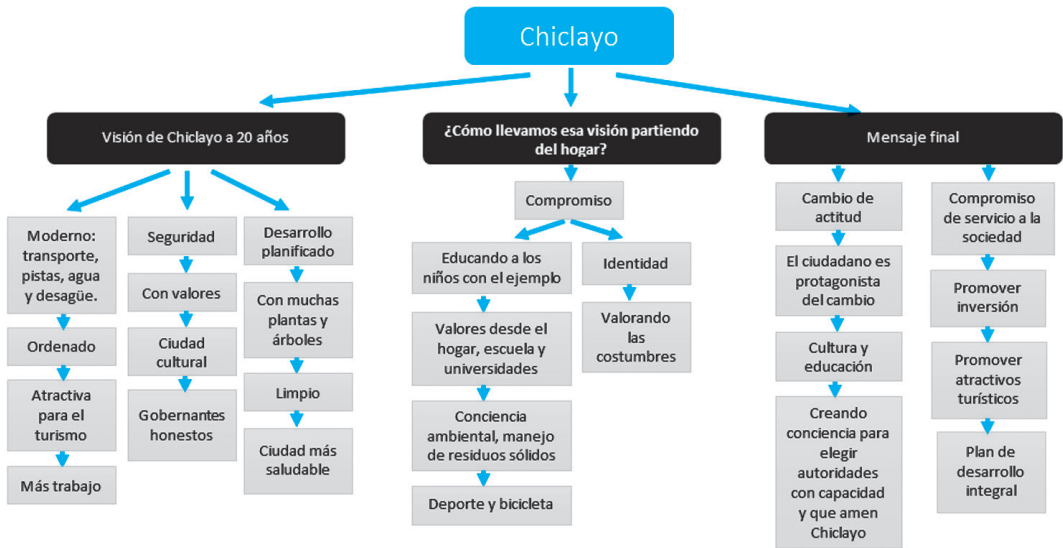 Chiclayo
Visión de Chiclayo a 20 años
Moderno:
transporte,
pistas, agua
y desagüe.
Ordenado
Atractiva
para el
turismo
Más trabajo
Seguridad
Con valores
Ciudad
cultural
Gobernantes
honestos
Desarrollo
planificado
Con muchas
plantas y
árboles
Limpio
Ciudad más
saludable
¿Cómo llevamos esa visión partiendo
del hogar?
Compromiso
Educando a los
niños con el ejemplo
Valores desde el
hogar, escuela y
universidades
Conciencia
ambiental, manejo
de residuos sólidos
Deporte y bicicleta
Identidad
Valorando
las
costumbres
Mensaje final
Cambio de
actitud
El ciudadano es
protagonista
del cambio
Cultura y
educación
Creando
conciencia para
elegir
autoridades
con capacidad
y que amen
Chiclayo
Compromiso
de servicio a la
sociedad
Promover
inversión
Promover
atractivos
turísticos
Plan de
desarrollo
integral